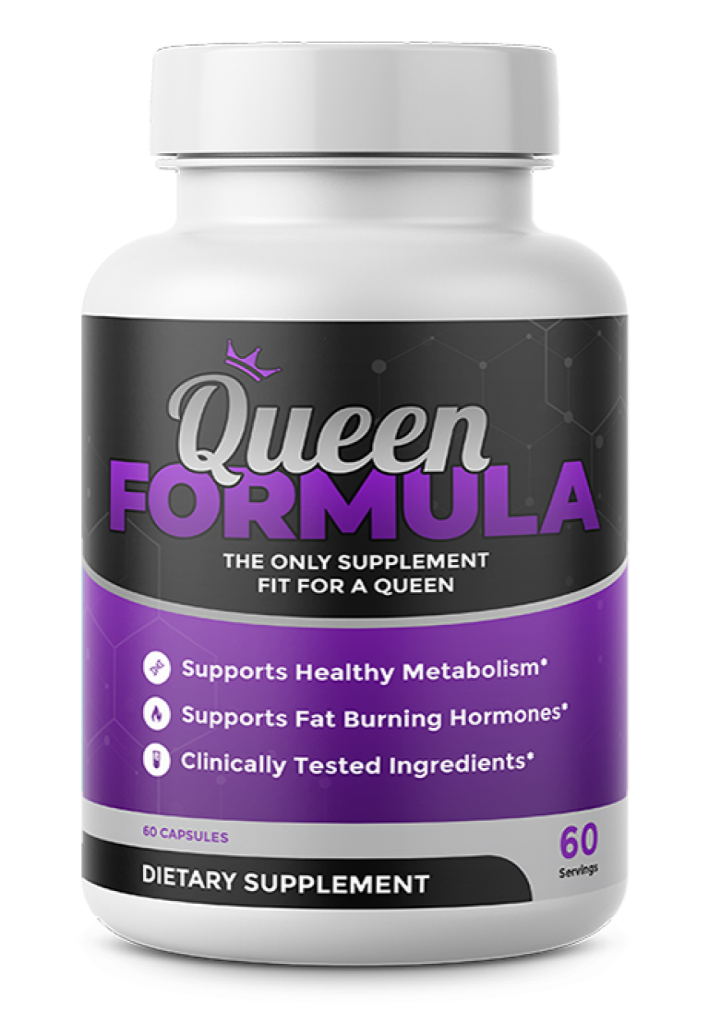 Queen
FORMULA
THE ONLY SUPPLEMENT
FIT FOR A QUEEN
Supports Healthy Metabolism*
Supports Fat Burning Hormones*
Clinically Tested Ingredients*
60 CAPSULES
60
Servings
DIETARY SUPPLEMENT